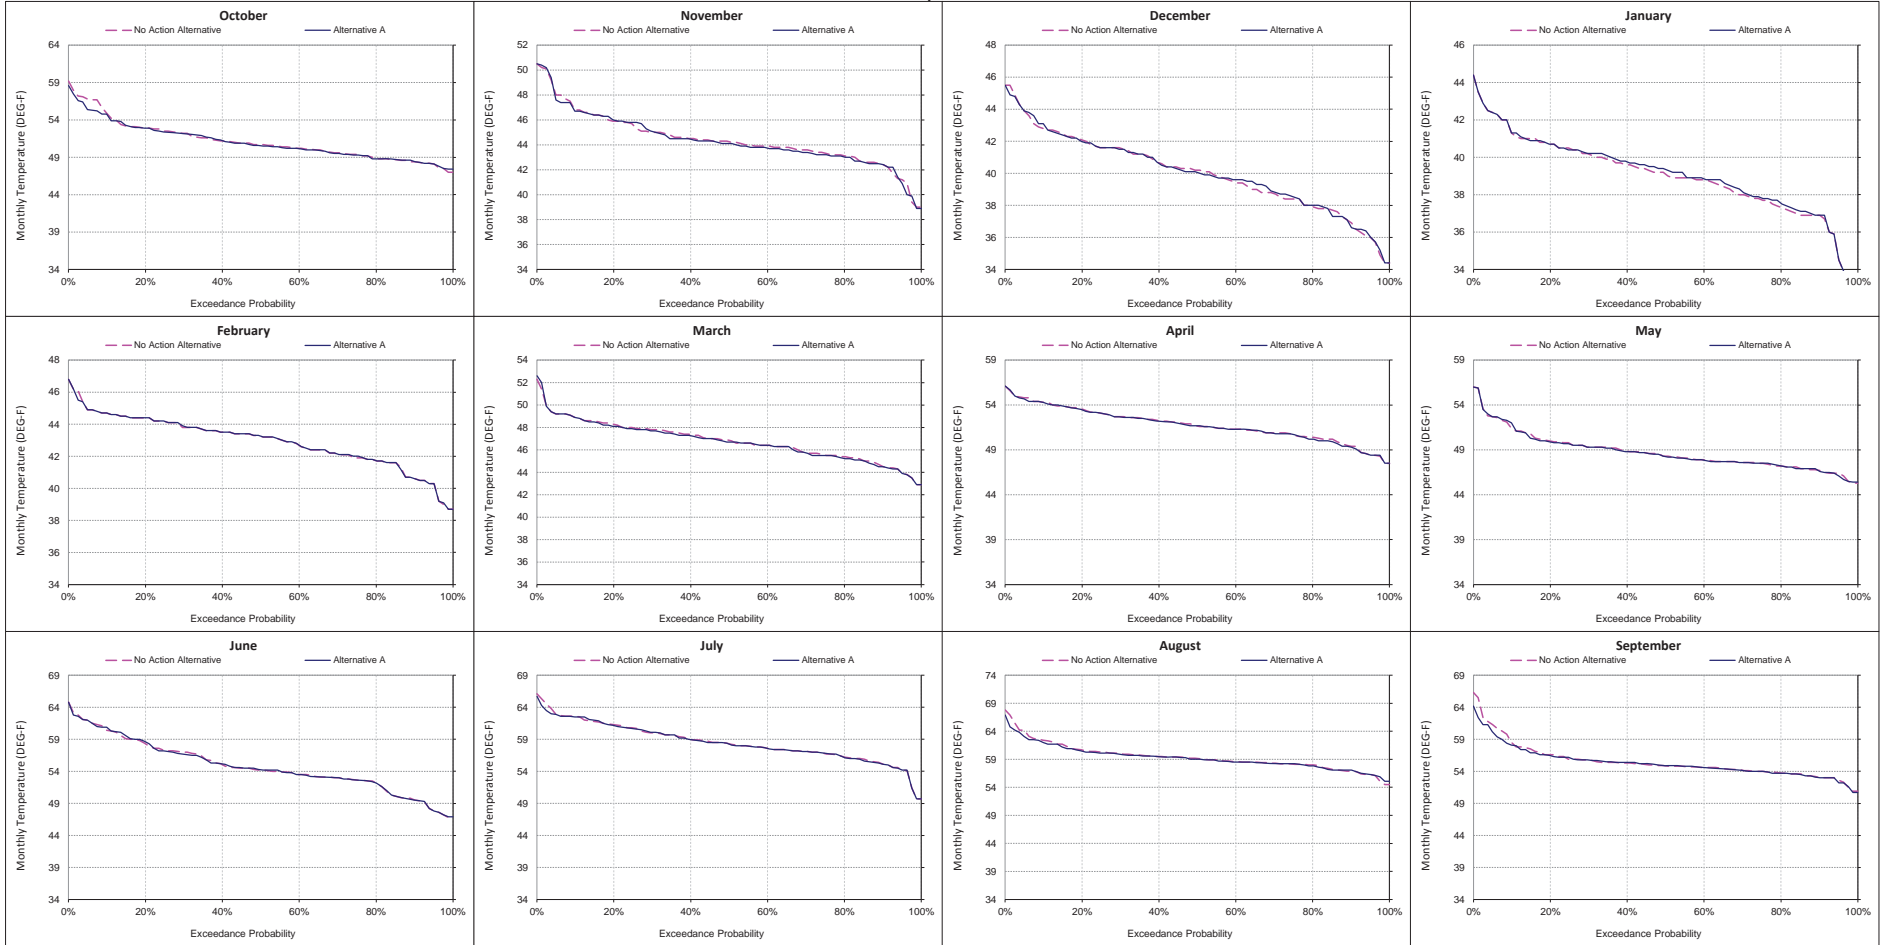 October
No Action Alternative Alternative A
Monthly Temperature (DEG-F)
64
59
54
49
44
39
34
0% 20% 40% 60% 80% 100%
Exceedance Probability
November
No Action Alternative Alternative A
Monthly Temperature (DEG-F)
52
50
48
46
44
42
40
38
36
34
0% 20% 40% 60% 80% 100%
Exceedance Probability
December
No Action Alternative Alternative A
Monthly Temperature (DEG-F)
48
46
44
42
40
38
36
34
0% 20% 40% 60% 80% 100%
Exceedance Probability
January
No Action Alternative Alternative A
Monthly Temperature (DEG-F)
46
44
42
40
38
36
34
0% 20% 40% 60% 80% 100%
Exceedance Probability
February
No Action Alternative Alternative A
Monthly Temperature (DEG-F)
48
46
44
42
40
38
36
34
0% 20% 40% 60% 80% 100%
Exceedance Probability
March
No Action Alternative Alternative A
Monthly Temperature (DEG-F)
54
52
50
48
46
44
42
40
38
36
34
0% 20% 40% 60% 80% 100%
Exceedance Probability
April
No Action Alternative Alternative A
Monthly Temperature (DEG-F)
59
54
49
44
39
34
0% 20% 40% 60% 80% 100%
Exceedance Probability
May
No Action Alternative Alternative A
Monthly Temperature (DEG-F)
59
54
49
44
39
34
0% 20% 40% 60% 80% 100%
Exceedance Probability
June
No Action Alternative Alternative A
Monthly Temperature (DEG-F)
69
64
59
54
49
44
39
34
0% 20% 40% 60% 80% 100%
Exceedance Probability
July
No Action Alternative Alternative A
Monthly Temperature (DEG-F)
69
64
59
54
49
44
39
34
0% 20% 40% 60% 80% 100%
Exceedance Probability
August
No Action Alternative Alternative A
Monthly Temperature (DEG-F)
74
69
64
59
54
49
44
39
34
0% 20% 40% 60% 80% 100%
Exceedance Probability
September
No Action Alternative Alternative A
Monthly Temperature (DEG-F)
69
64
59
54
49
44
39
34
0% 20% 40% 60% 80% 100%
Exceedance Probability